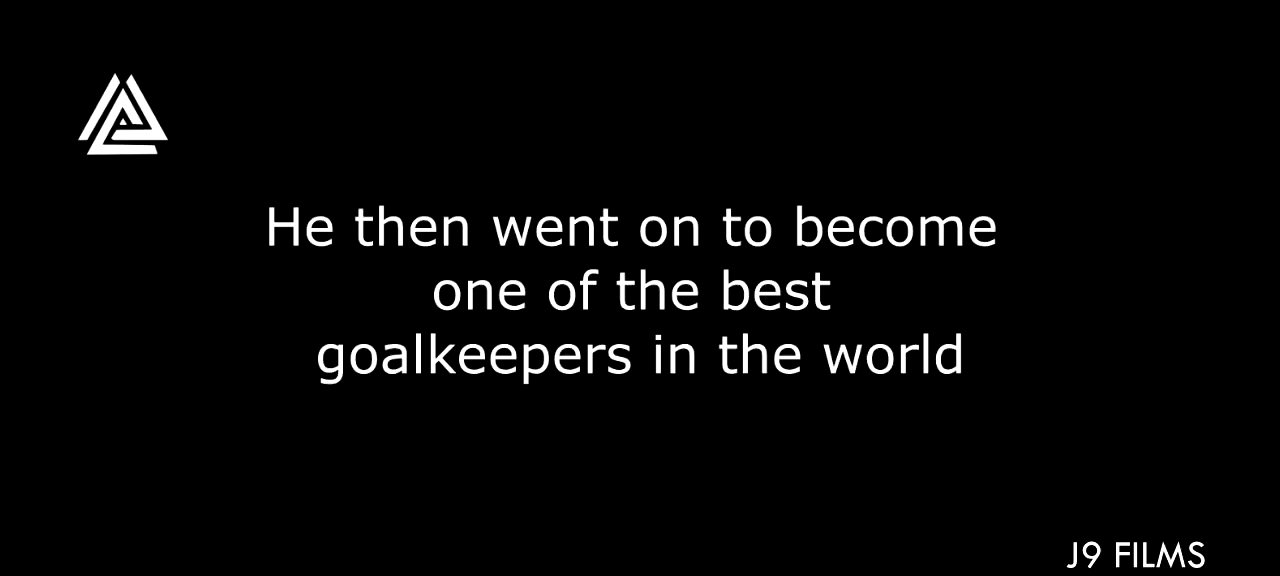 He then went on to become
one of the best
goalkeepers in the world
J9 FILMS